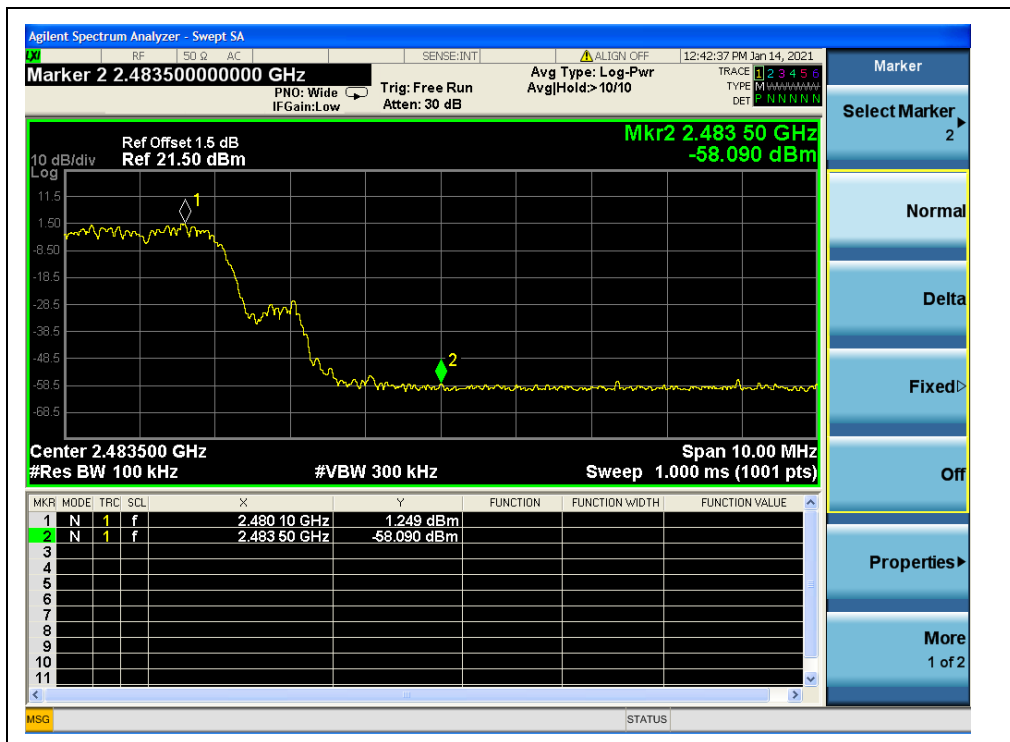 Agilent Spectrum Analyzer - Swept SA
LXI RF 50 Ω AC SENSE:INT ALIGN OFF 12:42:37 PM Jan 14, 2021
Marker 2 2.483500000000 GHz
PNO: Wide
IFGain:Low
Trig: Free Run
Atten: 30 dB
Avg Type: Log-Pwr
Avg|Hold:>10/10
TRACE 1 2 3 4 5 6
TYPE M WWWWW
DET P N N N N N
Mkr2 2.483 50 GHz
-58.090 dBm
Ref Offset 1.5 dB
10 dB/div Ref 21.50 dBm
Log
11.5
1.50
-8.50
-18.5
-28.5
-38.5
-48.5
-58.5
-68.5
1
2
Center 2.483500 GHz Span 10.00 MHz
#Res BW 100 kHz #VBW 300 kHz Sweep 1.000 ms (1001 pts)
MKR MODE TRC SCL X Y FUNCTION FUNCTION WIDTH FUNCTION VALUE
1 N 1 f 2.480 10 GHz 1.249 dBm
2 N 1 f 2.483 50 GHz -58.090 dBm
3
4
5
6
7
8
9
10
11
MSG STATUS
Marker
Select Marker
2
Normal
Delta
Fixed
Off
Properties
More
1 of 2